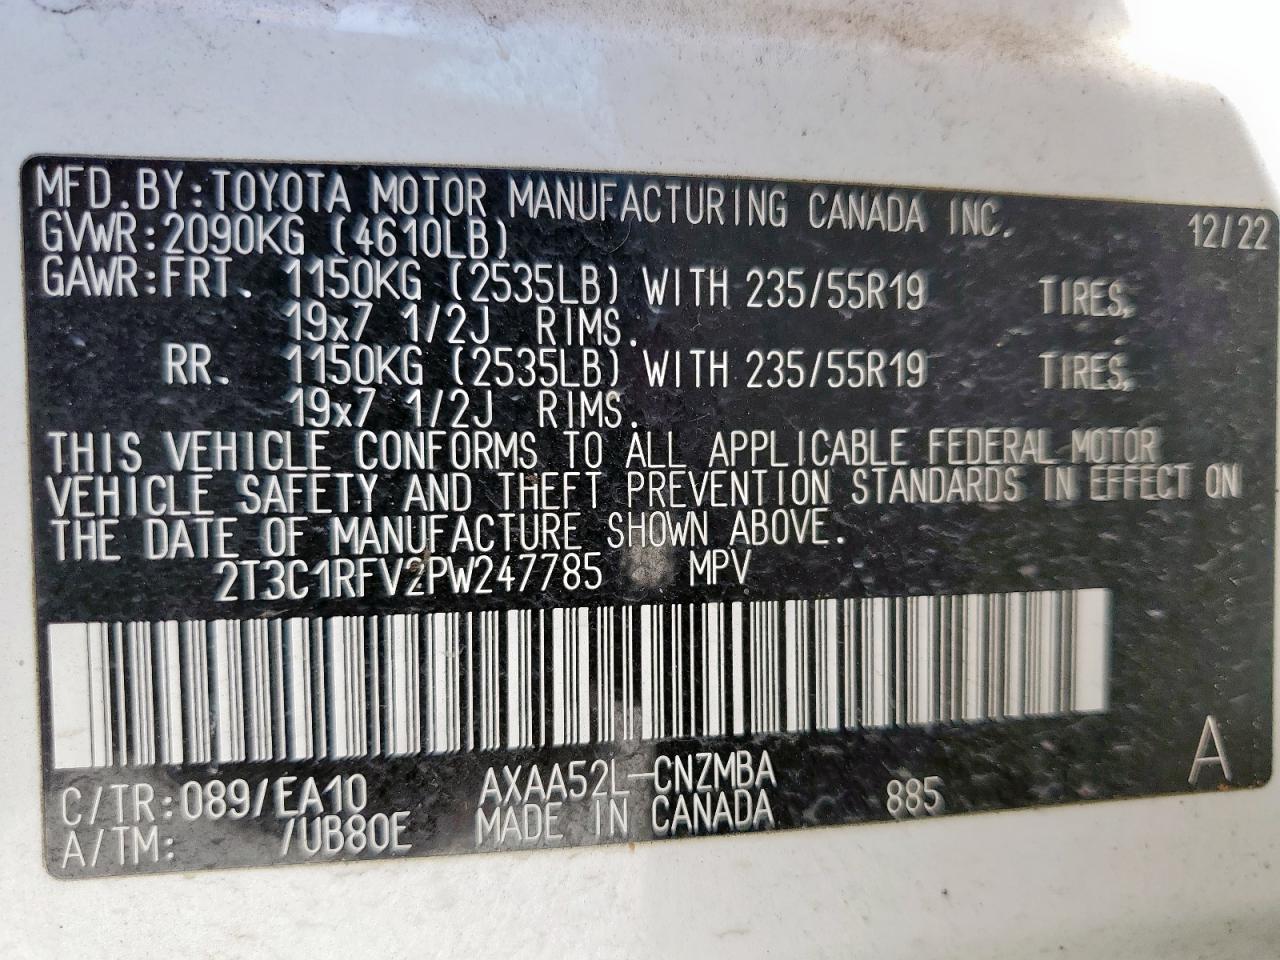 MFD.BY:TOYOTA MOTOR MANUFACTURING CANADA INC. 12/22
GVWR:2090KG (4610LB)
GAWR:FRT. 1150KG (2535LB) WITH 235/55R19 TIRES,
19x7 1/2J RIMS.
RR. 1150KG (2535LB) WITH 235/55R19 TIRES,
19x7 1/2J RIMS.
THIS VEHICLE CONFORMS TO ALL APPLICABLE FEDERAL MOTOR
VEHICLE SAFETY AND THEFT PREVENTION STANDARDS IN EFFECT ON
THE DATE OF MANUFACTURE SHOWN ABOVE.
2T3C1RFV2PW247785 MPV
C/TR:089/EA10 AXAA52L-CNZMBA 885 A
A/TM: /UB80E MADE IN CANADA